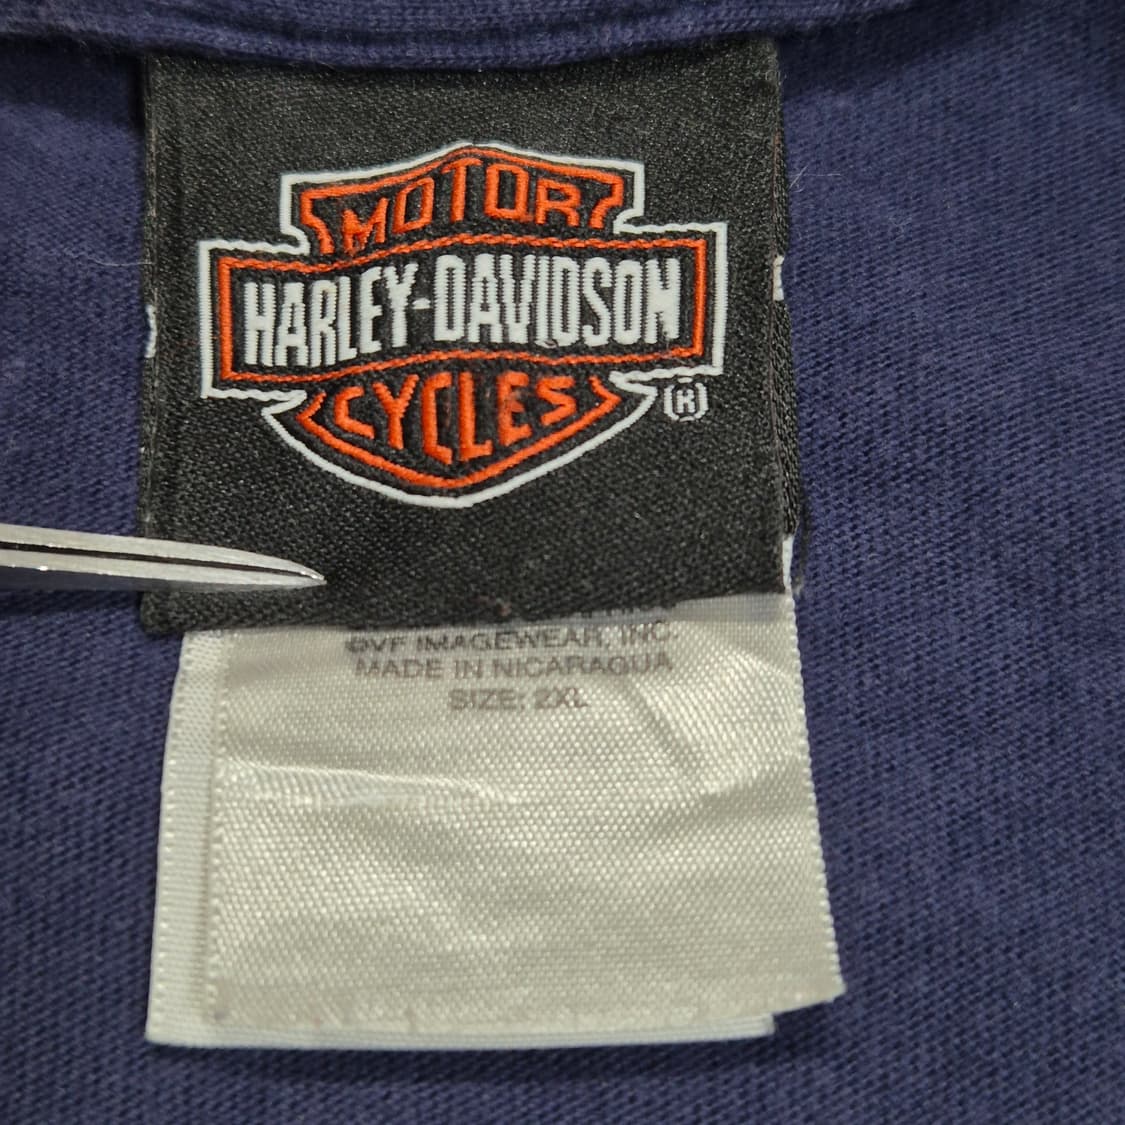 MOTOR
HARLEY-DAVIDSON
CYCLES
®
©VF IMAGEWEAR, INC.
MADE IN NICARAGUA
SIZE: 2XL